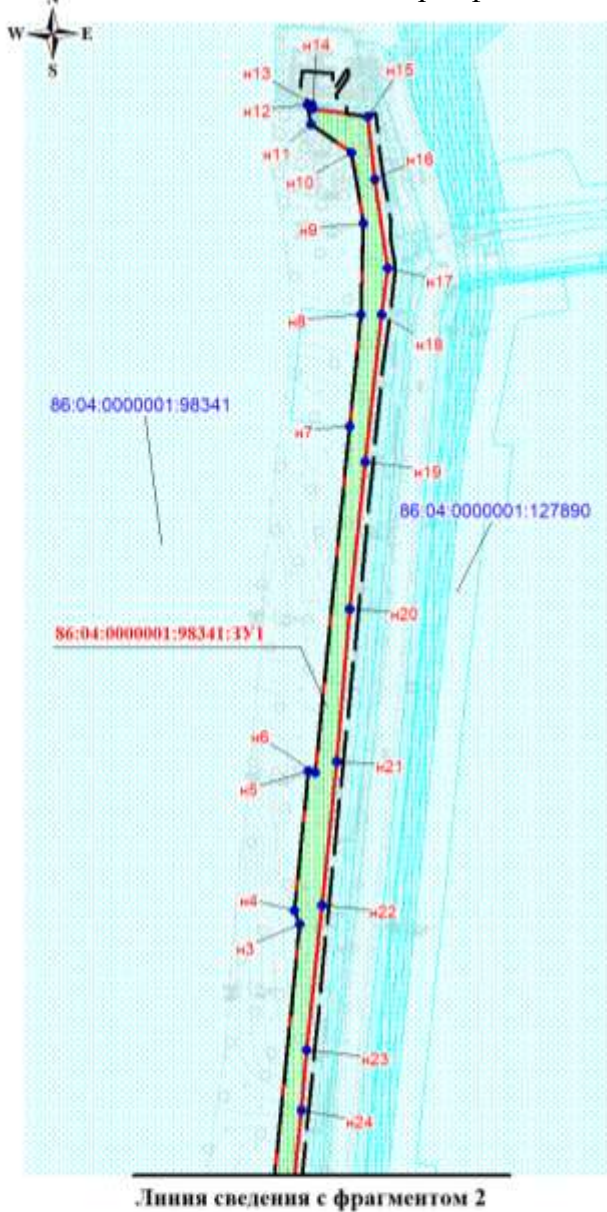 N
W E
S
н14
н13
н15
н12
н11
н16
н10
н9
н17
н8
н18
86:04:0000001:98341
н7
н19
86:04:0000001:127890
н20
86:04:0000001:98341:ЗУ1
н6
н21
н5
н4
н22
н3
н23
н24
Линия сведения с фрагментом 2